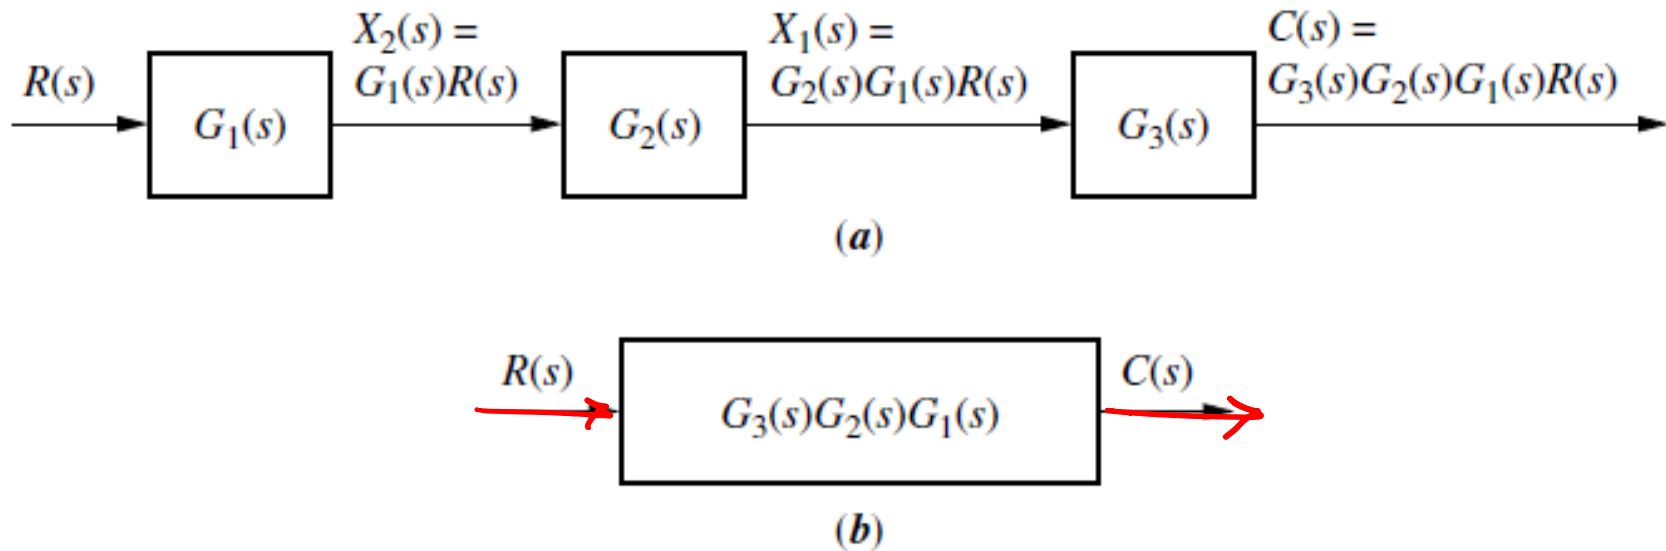 R(s)
G₁(s)
X₂(s) =
G₁(s)R(s)
G₂(s)
X₁(s) =
G₂(s)G₁(s)R(s)
G₃(s)
C(s) =
G₃(s)G₂(s)G₁(s)R(s)
(a)
R(s)
G₃(s)G₂(s)G₁(s)
C(s)
(b)